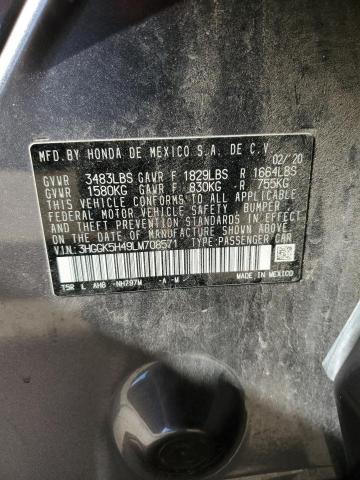 MFD.BY HONDA DE MEXICO S.A. DE C.V. 02/'20
GVWR 3483LBS GAWR F 1829LBS R 1664LBS
GVWR 1580KG GAWR F 830KG R 755KG
THIS VEHICLE CONFORMS TO ALL APPLICABLE
FEDERAL MOTOR VEHICLE SAFETY, BUMPER, AND
THEFT PREVENTION STANDARDS IN EFFECT ON THE
DATE OF MANUFACTURE SHOWN ABOVE.
V.I.N.:3HGGK5H49LM708571 TYPE:PASSENGER CAR
MADE IN MEXICO
T5R L AHB NH797M -A -M